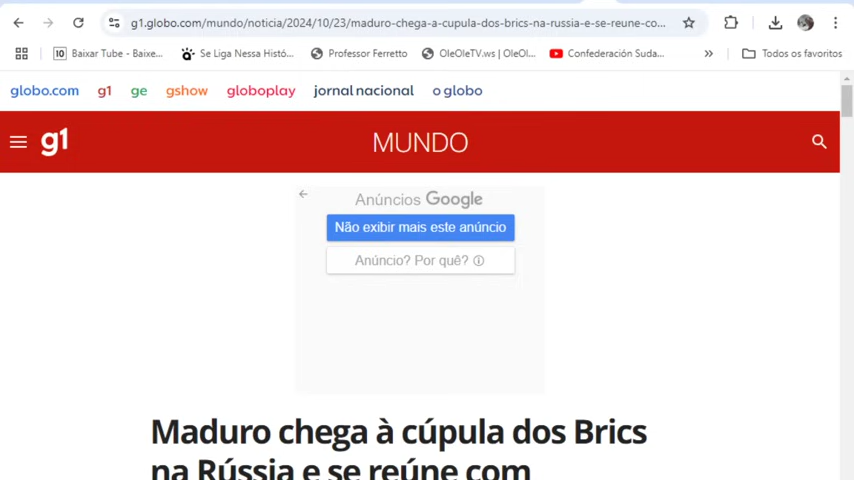 g1.globo.com/mundo/noticia/2024/10/23/maduro-chega-a-cupula-dos-brics-na-russia-e-se-reune-co...
10 Baixar Tube - Baixe... Se Liga Nessa Histó... Professor Ferretto OleOleTV.ws | OleOl... Confederación Suda... » Todos os favoritos
globo.com g1 ge gshow globoplay jornal nacional o globo
g1 MUNDO
Anúncios Google
Não exibir mais este anúncio
Anúncio? Por quê?
Maduro chega à cúpula dos Brics
na Rússia e se reúne com